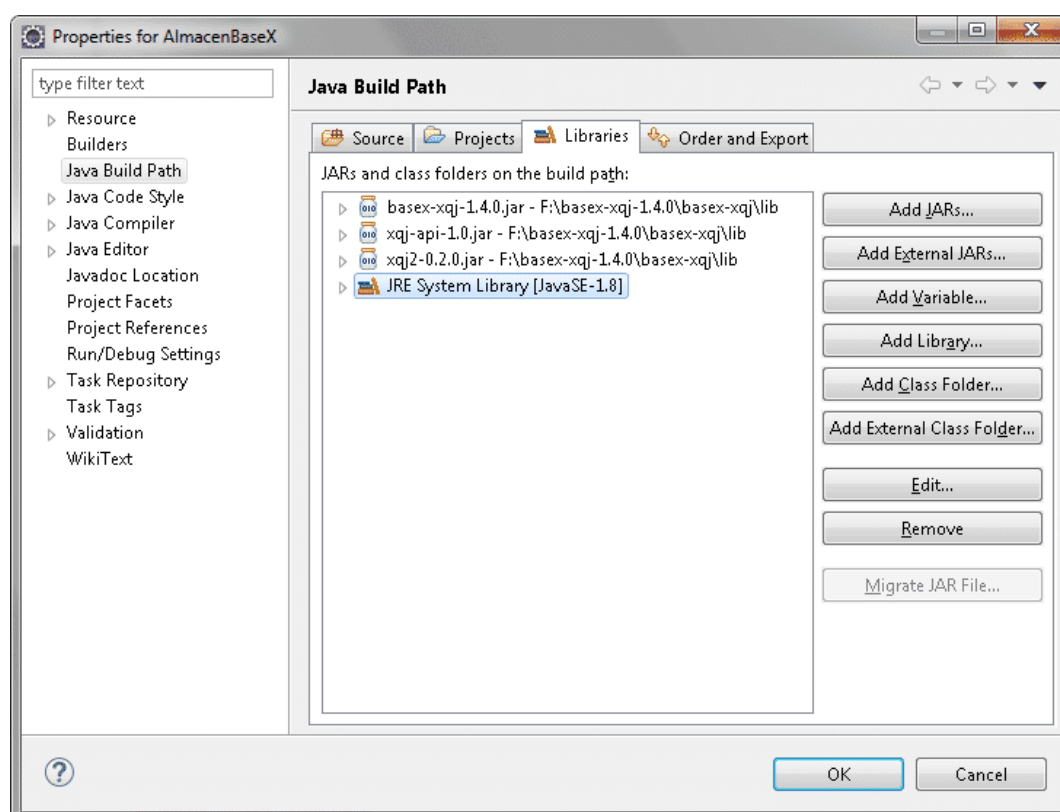 Properties for AlmacenBaseX
type filter text
Resource
Builders
Java Build Path
Java Code Style
Java Compiler
Java Editor
Javadoc Location
Project Facets
Project References
Run/Debug Settings
Task Repository
Task Tags
Validation
WikiText
Java Build Path
Source Projects Libraries Order and Export
JARs and class folders on the build path:
basex-xqj-1.4.0.jar - F:\basex-xqj-1.4.0\basex-xqj\lib
xqj-api-1.0.jar - F:\basex-xqj-1.4.0\basex-xqj\lib
xqj2-0.2.0.jar - F:\basex-xqj-1.4.0\basex-xqj\lib
JRE System Library [JavaSE-1.8]
Add JARs...
Add External JARs...
Add Variable...
Add Library...
Add Class Folder...
Add External Class Folder...
Edit...
Remove
Migrate JAR File...
OK Cancel